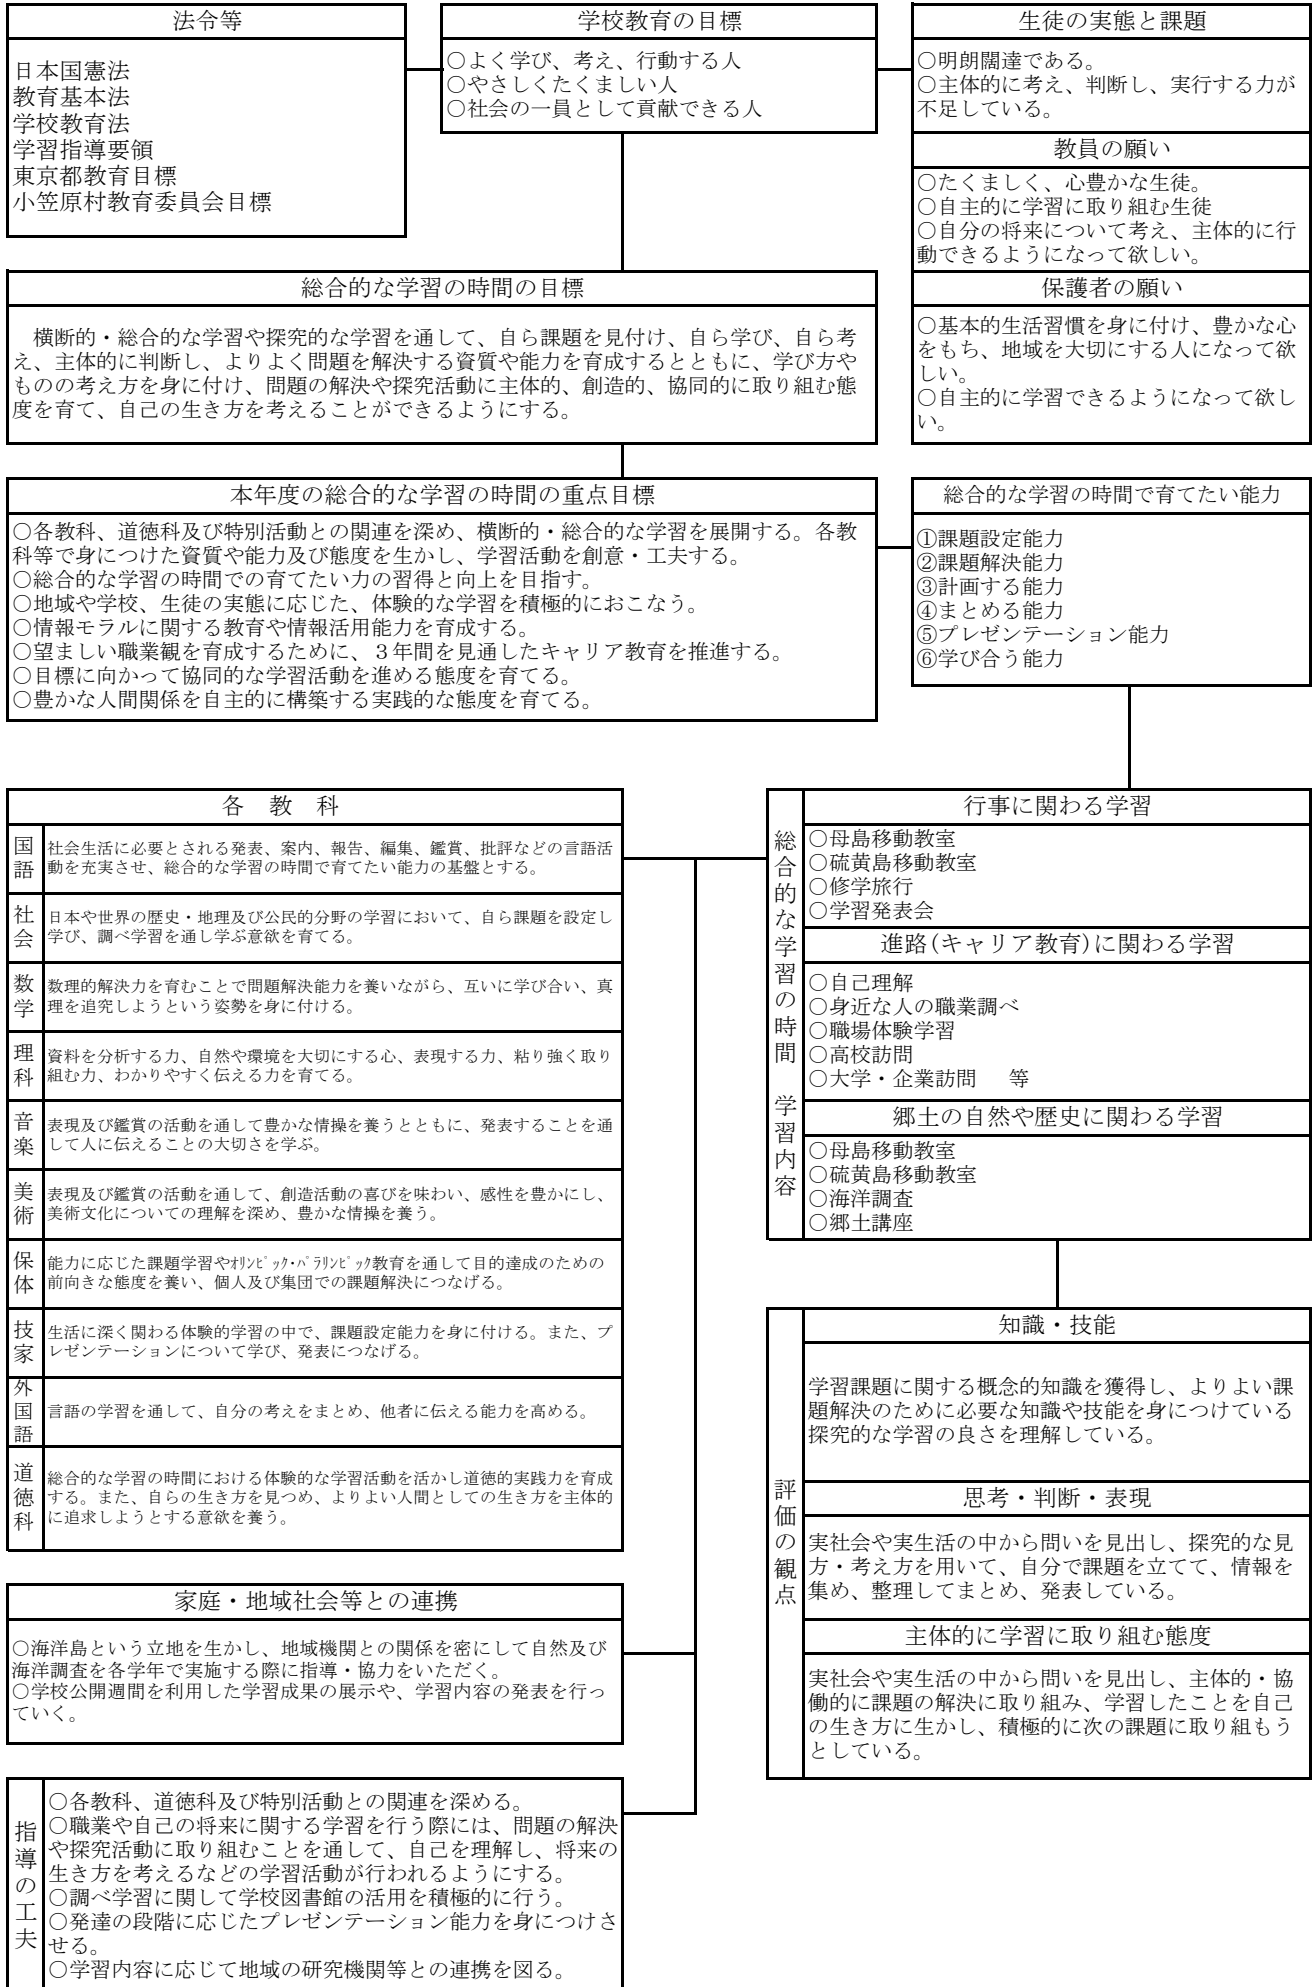 法令等
日本国憲法
教育基本法
学校教育法
学習指導要領
東京都教育目標
小笠原村教育委員会目標
学校教育の目標
○よく学び、考え、行動する人
○やさしくたくましい人
○社会の一員として貢献できる人
生徒の実態と課題
○明朗闊達である。
○主体的に考え、判断し、実行する力が
不足している。
教員の願い
○たくましく、心豊かな生徒。
○自主的に学習に取り組む生徒
○自分の将来について考え、主体的に行
動できるようになって欲しい。
保護者の願い
○基本的生活習慣を身に付け、豊かな心
をもち、地域を大切にする人になって欲
しい。
○自主的に学習できるようになって欲し
い。
総合的な学習の時間の目標
横断的・総合的な学習や探究的な学習を通して、自ら課題を見付け、自ら学び、自ら考
え、主体的に判断し、よりよく問題を解決する資質や能力を育成するとともに、学び方や
ものの考え方を身に付け、問題の解決や探究活動に主体的、創造的、協同的に取り組む態
度を育て、自己の生き方を考えることができるようにする。
本年度の総合的な学習の時間の重点目標
○各教科、道徳科及び特別活動との関連を深め、横断的・総合的な学習を展開する。各教
科等で身につけた資質や能力及び態度を生かし、学習活動を創意・工夫する。
○総合的な学習の時間での育てたい力の習得と向上を目指す。
○地域や学校、生徒の実態に応じた、体験的な学習を積極的におこなう。
○情報モラルに関する教育や情報活用能力を育成する。
○望ましい職業観を育成するために、３年間を見通したキャリア教育を推進する。
○目標に向かって協同的な学習活動を進める態度を育てる。
○豊かな人間関係を自主的に構築する実践的な態度を育てる。
総合的な学習の時間で育てたい能力
①課題設定能力
②課題解決能力
③計画する能力
④まとめる能力
⑤プレゼンテーション能力
⑥学び合う能力
各　教　科
国語
社会生活に必要とされる発表、案内、報告、編集、鑑賞、批評などの言語活
動を充実させ、総合的な学習の時間で育てたい能力の基盤とする。
社会
日本や世界の歴史・地理及び公民的分野の学習において、自ら課題を設定し
学び、調べ学習を通し学ぶ意欲を育てる。
数学
数理的解決力を育むことで問題解決能力を養いながら、互いに学び合い、真
理を追究しようという姿勢を身に付ける。
理科
資料を分析する力、自然や環境を大切にする心、表現する力、粘り強く取り
組む力、わかりやすく伝える力を育てる。
音楽
表現及び鑑賞の活動を通して豊かな情操を養うとともに、発表することを通
して人に伝えることの大切さを学ぶ。
美術
表現及び鑑賞の活動を通して、創造活動の喜びを味わい、感性を豊かにし、
美術文化についての理解を深め、豊かな情操を養う。
保体
能力に応じた課題学習やｵﾘﾝﾋﾟｯｸ・ﾊﾟﾗﾘﾝﾋﾟｯｸ教育を通して目的達成のための
前向きな態度を養い、個人及び集団での課題解決につなげる。
技家
生活に深く関わる体験的学習の中で、課題設定能力を身に付ける。また、プ
レゼンテーションについて学び、発表につなげる。
外国語
言語の学習を通して、自分の考えをまとめ、他者に伝える能力を高める。
道徳科
総合的な学習の時間における体験的な学習活動を活かし道徳的実践力を育成
する。また、自らの生き方を見つめ、よりよい人間としての生き方を主体的
に追求しようとする意欲を養う。
総合的な学習の時間　学習内容
行事に関わる学習
○母島移動教室
○硫黄島移動教室
○修学旅行
○学習発表会
進路(キャリア教育)に関わる学習
○自己理解
○身近な人の職業調べ
○職場体験学習
○高校訪問
○大学・企業訪問　等
郷土の自然や歴史に関わる学習
○母島移動教室
○硫黄島移動教室
○海洋調査
○郷土講座
評価の観点
知識・技能
学習課題に関する概念的知識を獲得し、よりよい課
題解決のために必要な知識や技能を身につけている
探究的な学習の良さを理解している。
思考・判断・表現
実社会や実生活の中から問いを見出し、探究的な見
方・考え方を用いて、自分で課題を立てて、情報を
集め、整理してまとめ、発表している。
主体的に学習に取り組む態度
実社会や実生活の中から問いを見出し、主体的・協
働的に課題の解決に取り組み、学習したことを自己
の生き方に生かし、積極的に次の課題に取り組もう
としている。
家庭・地域社会等との連携
○海洋島という立地を生かし、地域機関との関係を密にして自然及び
海洋調査を各学年で実施する際に指導・協力をいただく。
○学校公開週間を利用した学習成果の展示や、学習内容の発表を行っ
ていく。
指導の工夫
○各教科、道徳科及び特別活動との関連を深める。
○職業や自己の将来に関する学習を行う際には、問題の解決
や探究活動に取り組むことを通して、自己を理解し、将来の
生き方を考えるなどの学習活動が行われるようにする。
○調べ学習に関して学校図書館の活用を積極的に行う。
○発達の段階に応じたプレゼンテーション能力を身につけさ
せる。
○学習内容に応じて地域の研究機関等との連携を図る。